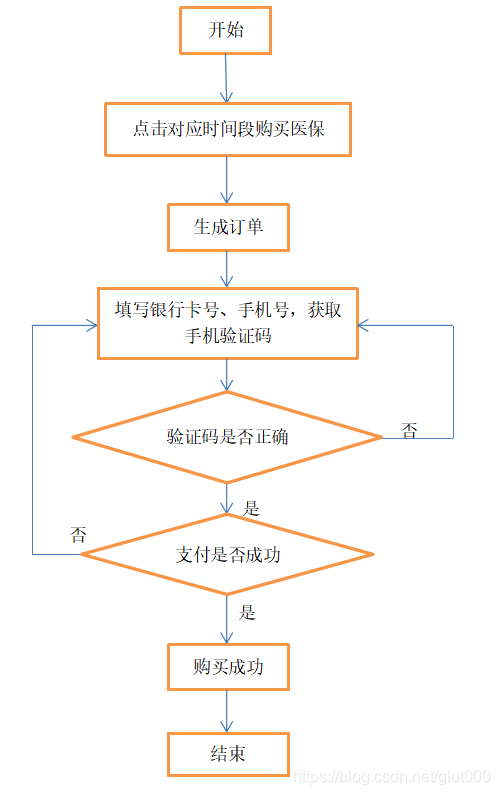 开始
点击对应时间段购买医保
生成订单
填写银行卡号、手机号，获取
手机验证码
验证码是否正确
否
是
否
支付是否成功
是
购买成功
结束
https://blog.csdn.net/glut000